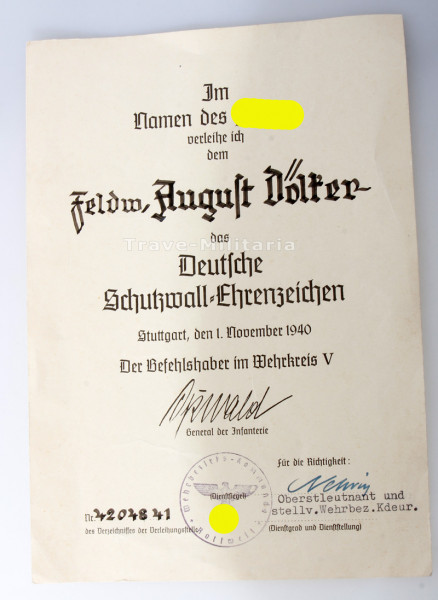 Im
Namen des
verleihe ich
dem
Feldw. August Dölker
das
Trave-Militaria
Deutsche
Schutzwall-Ehrenzeichen
Stuttgart, den 1. November 1940
Der Befehlshaber im Wehrkreis V
Oßwald
General der Infanterie
Für die Richtigkeit:
(Dienstsiegel)
Oberstleutnant und
stellv.Wehrbez.Kdeur.
Nr. 4204841
des Verzeichnisses der Verleihungsstelle
(Dienstgrad und Dienststellung)